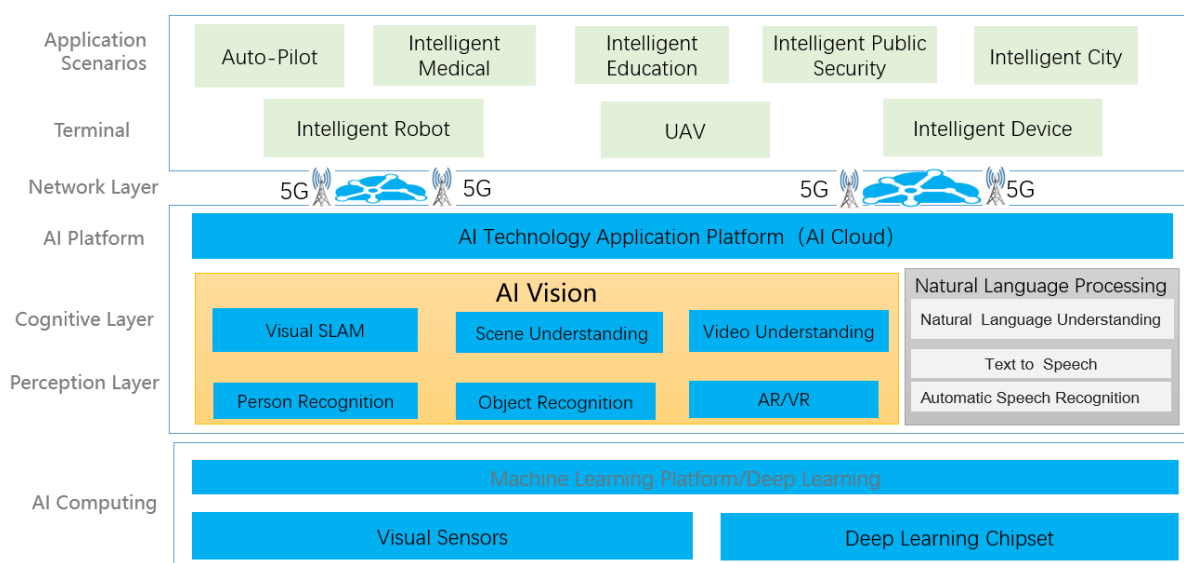 Application
Scenarios
Auto-Pilot
Intelligent
Medical
Intelligent
Education
Intelligent Public
Security
Intelligent City
Terminal
Intelligent Robot
UAV
Intelligent Device
Network Layer
5G
5G
5G
5G
AI Platform
AI Technology Application Platform（AI Cloud）
AI Vision
Natural Language Processing
Cognitive Layer
Visual SLAM
Scene Understanding
Video Understanding
Natural Language Understanding
Text to Speech
Perception Layer
Person Recognition
Object Recognition
AR/VR
Automatic Speech Recognition
Machine Learning Platform/Deep Learning
AI Computing
Visual Sensors
Deep Learning Chipset